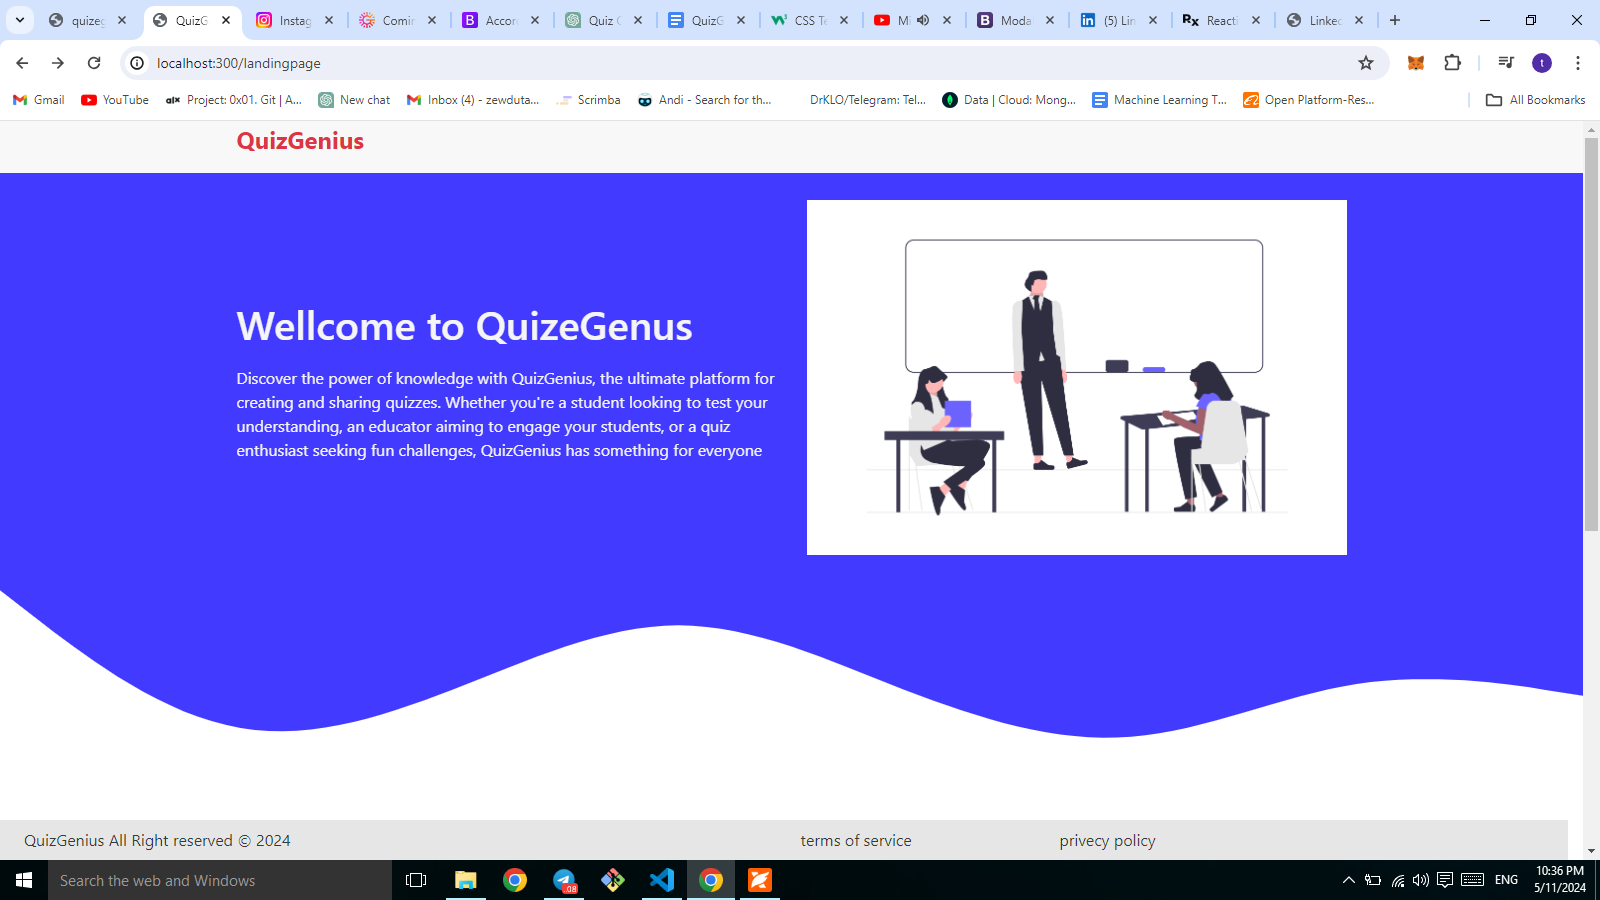 quizeg
QuizG
Instag
Comin
Accor
Quiz
QuizG
CSS Te
Mi
Moda
(5) Lin
Reacti
Linked
localhost:300/landingpage
t
Gmail
YouTube
Project: 0x01. Git | A...
New chat
Inbox (4) - zewduta...
Scrimba
Andi - Search for th...
DrKLO/Telegram: Tel...
Data | Cloud: Mong...
Machine Learning T...
Open Platform-Res...
All Bookmarks
QuizGenius
Wellcome to QuizeGenus
Discover the power of knowledge with QuizGenius, the ultimate platform for
creating and sharing quizzes. Whether you're a student looking to test your
understanding, an educator aiming to engage your students, or a quiz
enthusiast seeking fun challenges, QuizGenius has something for everyone
QuizGenius All Right reserved © 2024
terms of service
privecy policy
Search the web and Windows
ENG
10:36 PM
5/11/2024